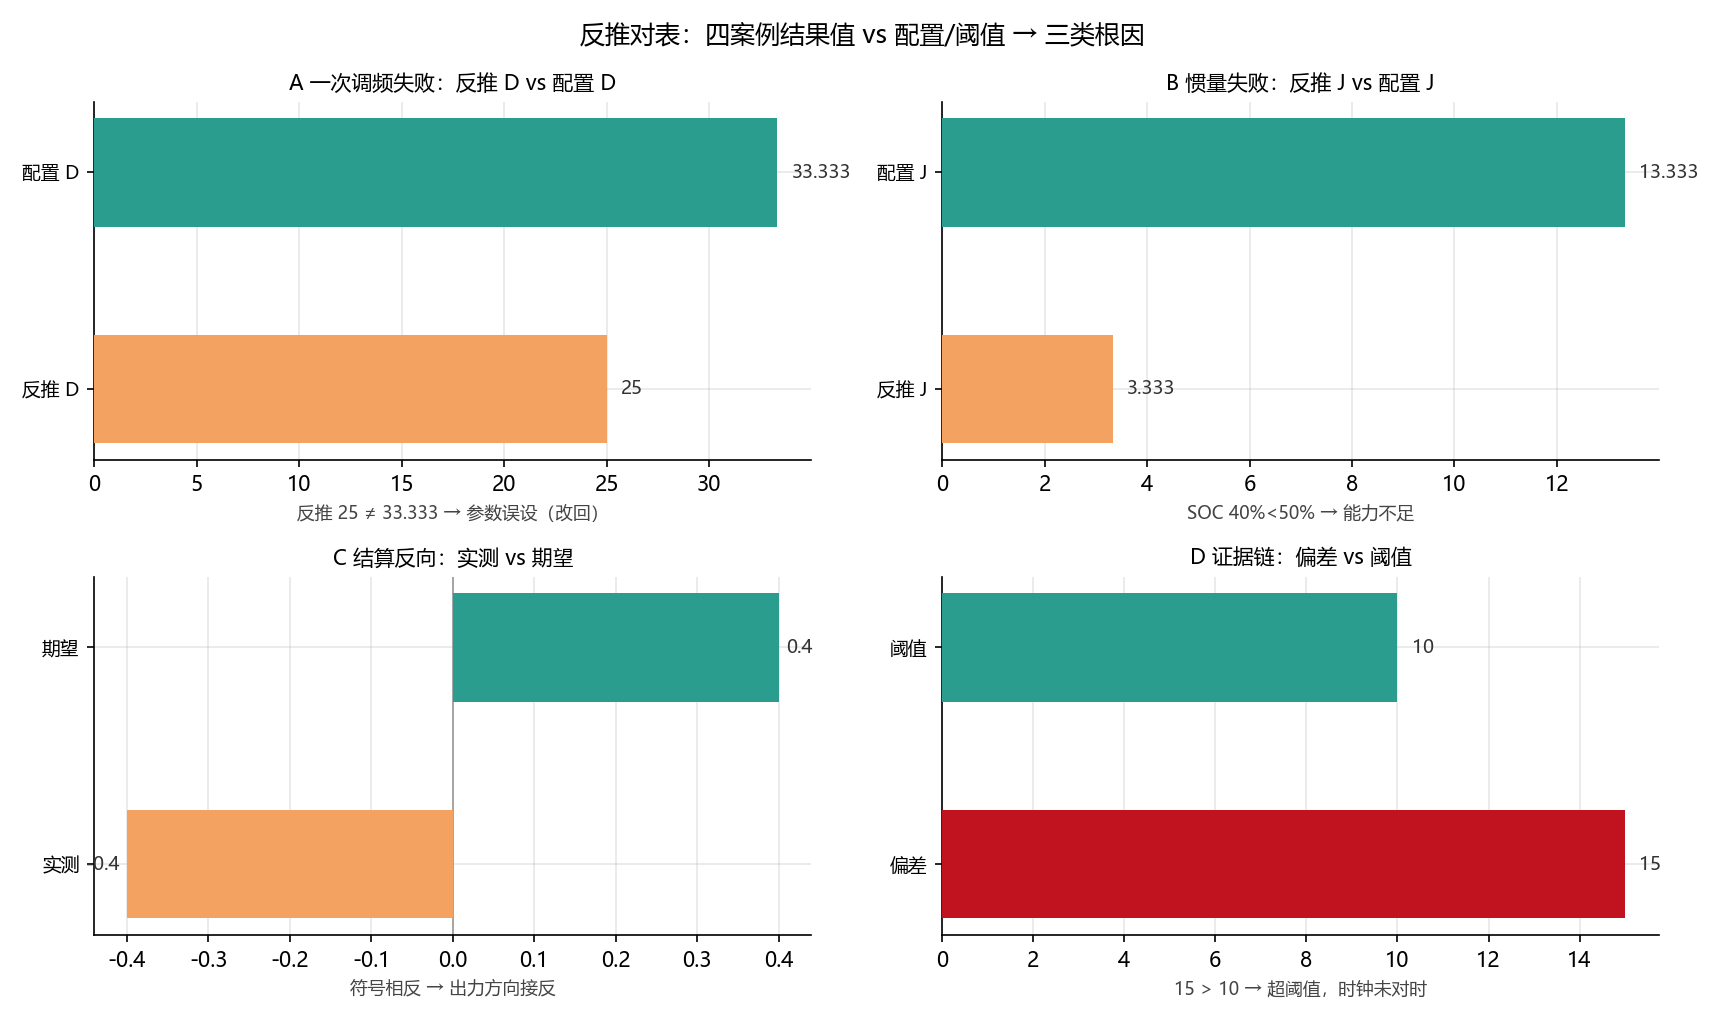 反推对表：四案例结果值 vs 配置/阈值 → 三类根因
A 一次调频失败：反推 D vs 配置 D
配置 D
33.333
反推 D
25
0 5 10 15 20 25 30
反推 25 ≠ 33.333 → 参数误设（改回）
B 惯量失败：反推 J vs 配置 J
配置 J
13.333
反推 J
3.333
0 2 4 6 8 10 12
SOC 40%<50% → 能力不足
C 结算反向：实测 vs 期望
期望
0.4
实测
-0.4
-0.4 -0.3 -0.2 -0.1 0.0 0.1 0.2 0.3 0.4
符号相反 → 出力方向接反
D 证据链：偏差 vs 阈值
阈值
10
偏差
15
0 2 4 6 8 10 12 14
15 > 10 → 超阈值，时钟未对时